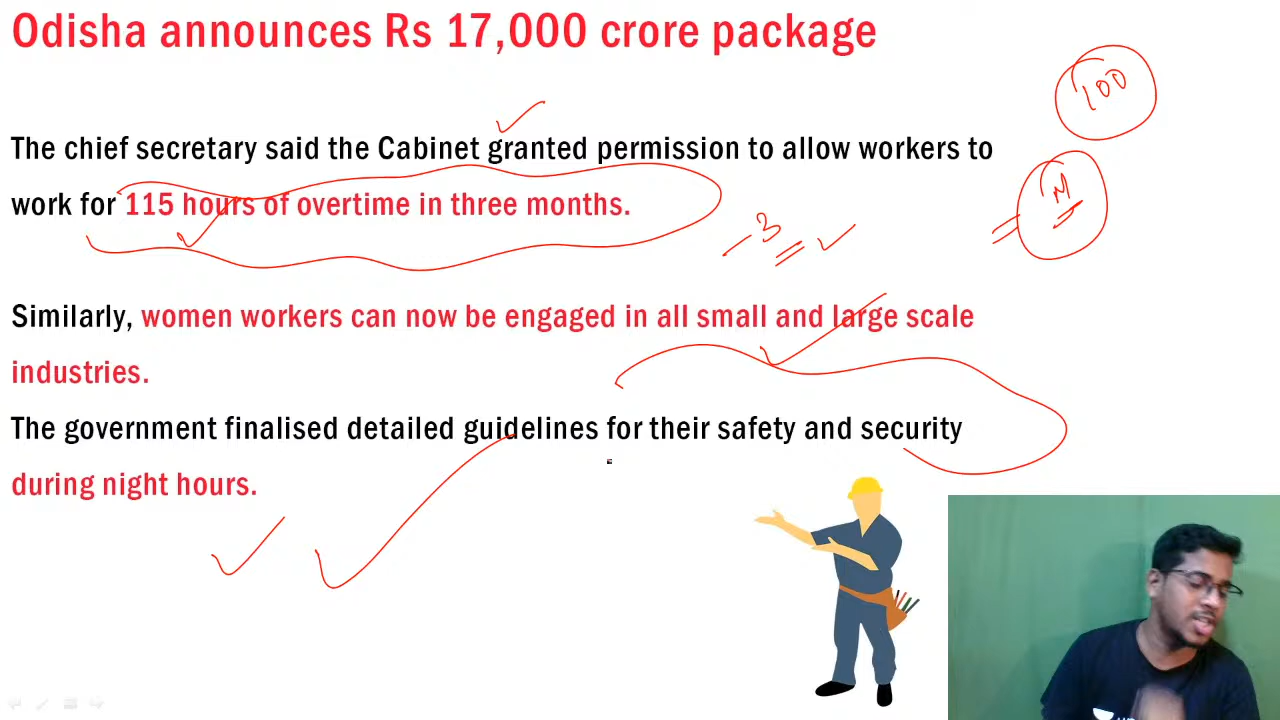 Odisha announces Rs 17,000 crore package
100
The chief secretary said the Cabinet granted permission to allow workers to
work for 115 hours of overtime in three months.
M
-3
Similarly, women workers can now be engaged in all small and large scale
industries.
The government finalised detailed guidelines for their safety and security
during night hours.